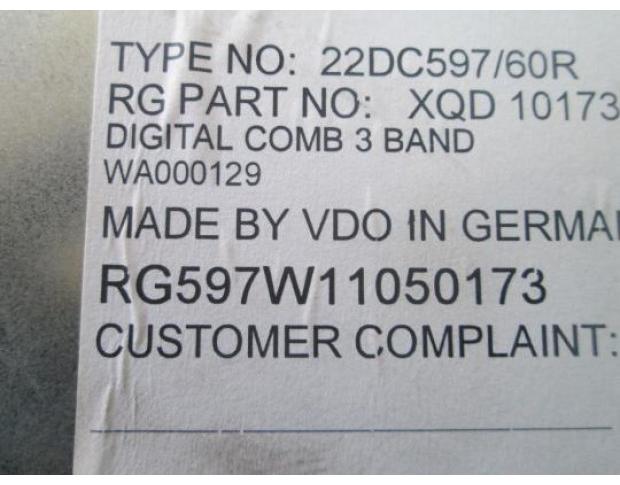 TYPE NO: 22DC597/60R
RG PART NO: XQD 10173
DIGITAL COMB 3 BAND
WA000129
MADE BY VDO IN GERMA
RG597W11050173
CUSTOMER COMPLAINT: